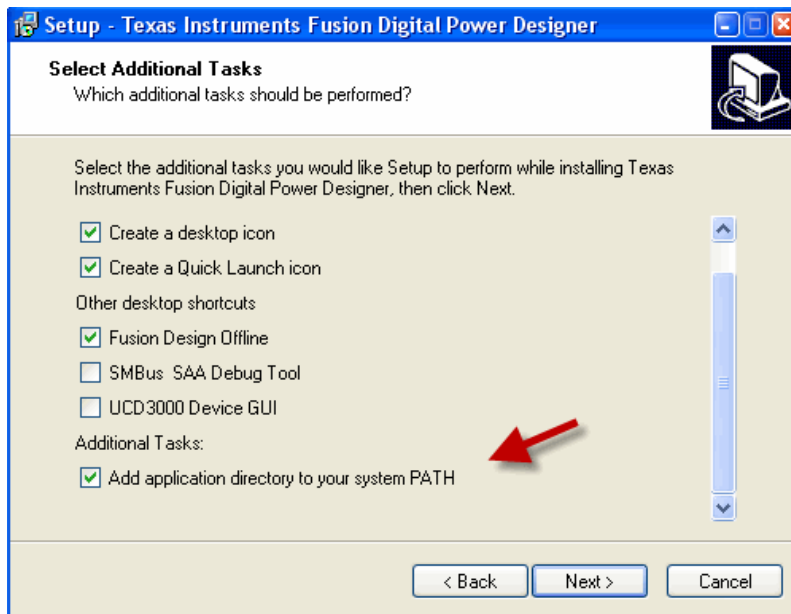 Setup - Texas Instruments Fusion Digital Power Designer
Select Additional Tasks
Which additional tasks should be performed?
Select the additional tasks you would like Setup to perform while installing Texas
Instruments Fusion Digital Power Designer, then click Next.
Create a desktop icon
Create a Quick Launch icon
Other desktop shortcuts
Fusion Design Offline
SMBus SAA Debug Tool
UCD3000 Device GUI
Additional Tasks:
Add application directory to your system PATH
< Back
Next >
Cancel